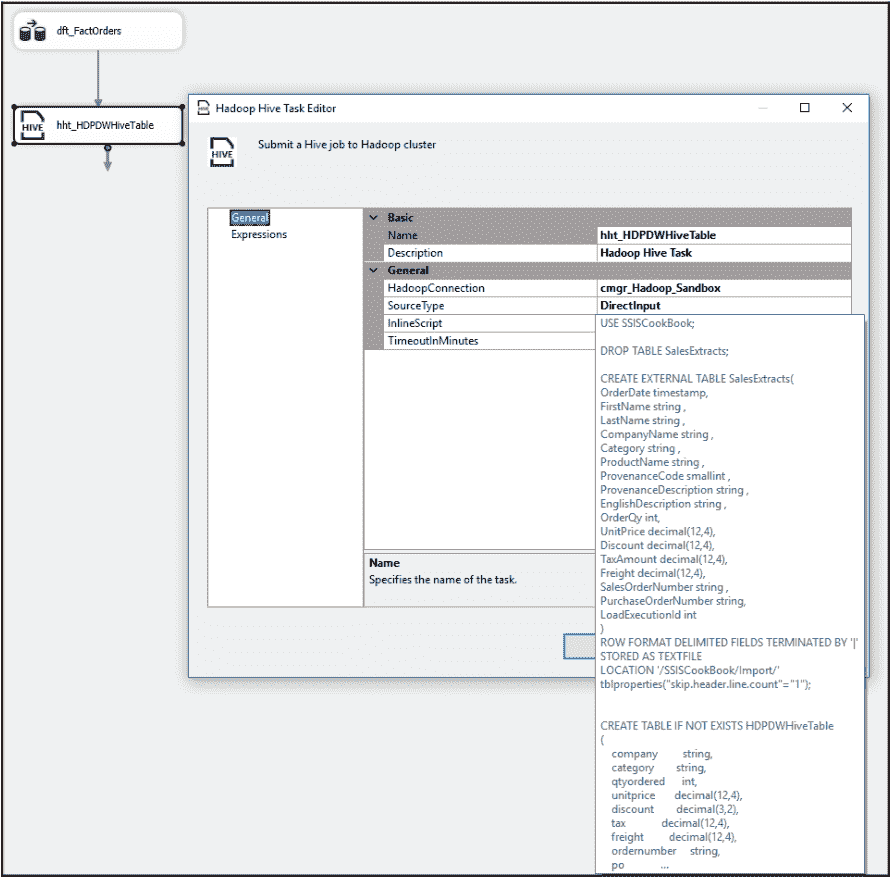 dft_FactOrders
HIVE
hht_HDPDWHiveTable
Hadoop Hive Task Editor
HIVE
Submit a Hive job to Hadoop cluster
General
Expressions
Basic
Name hht_HDPDWHiveTable
Description Hadoop Hive Task
General
HadoopConnection cmgr_Hadoop_Sandbox
SourceType DirectInput
InlineScript
TimeoutInMinutes
USE SSISCookBook;
DROP TABLE SalesExtracts;
CREATE EXTERNAL TABLE SalesExtracts(
OrderDate timestamp,
FirstName string ,
LastName string ,
CompanyName string ,
Category string ,
ProductName string ,
ProvenanceCode smallint ,
ProvenanceDescription string ,
EnglishDescription string ,
OrderQy int,
UnitPrice decimal(12,4),
Discount decimal(12,4),
TaxAmount decimal(12,4),
Freight decimal(12,4),
SalesOrderNumber string ,
PurchaseOrderNumber string,
LoadExecutionId int
)
ROW FORMAT DELIMITED FIELDS TERMINATED BY '|'
STORED AS TEXTFILE
LOCATION '/SSISCookBook/Import/'
tblproperties("skip.header.line.count"="1");
CREATE TABLE IF NOT EXISTS HDPDWHiveTable
(
company string,
category string,
qtyordered int,
unitprice decimal(12,4),
discount decimal(3,2),
tax decimal(12,4),
freight decimal(12,4),
ordernumber string,
po ...
Name
Specifies the name of the task.